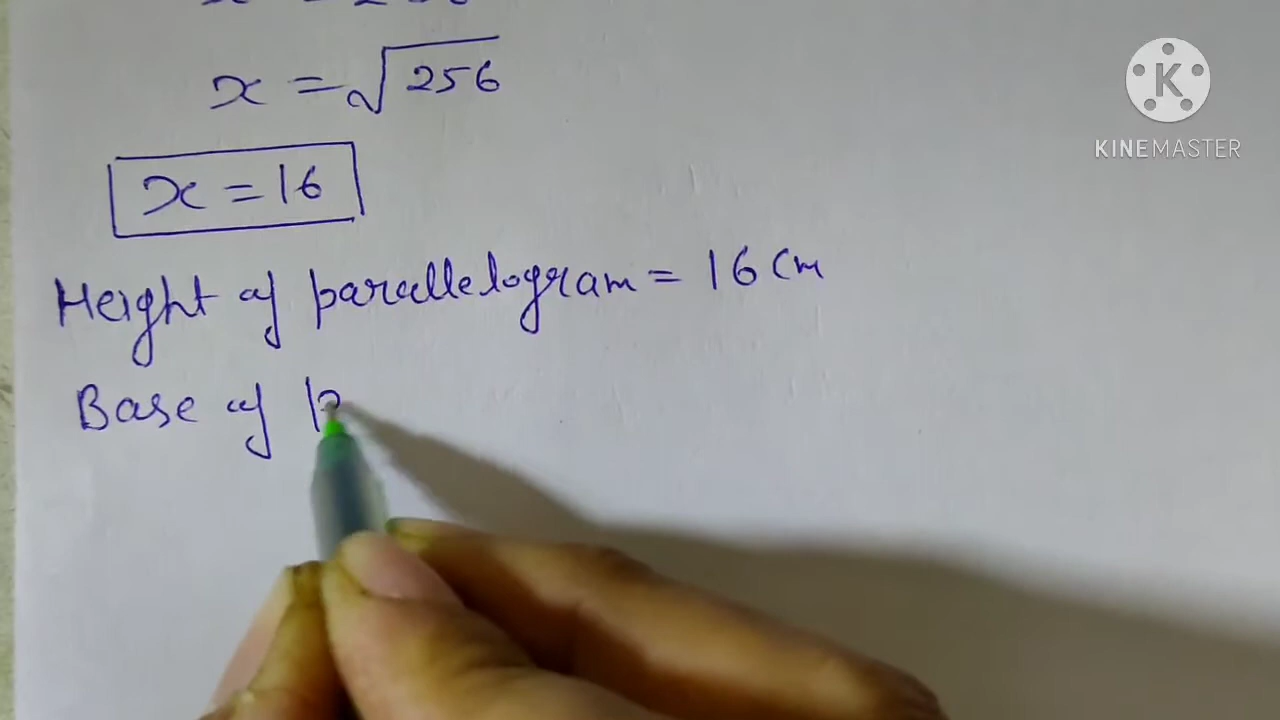 x = √256
x = 16
Height of parallelogram = 16 cm
Base of
K
KINEMASTER